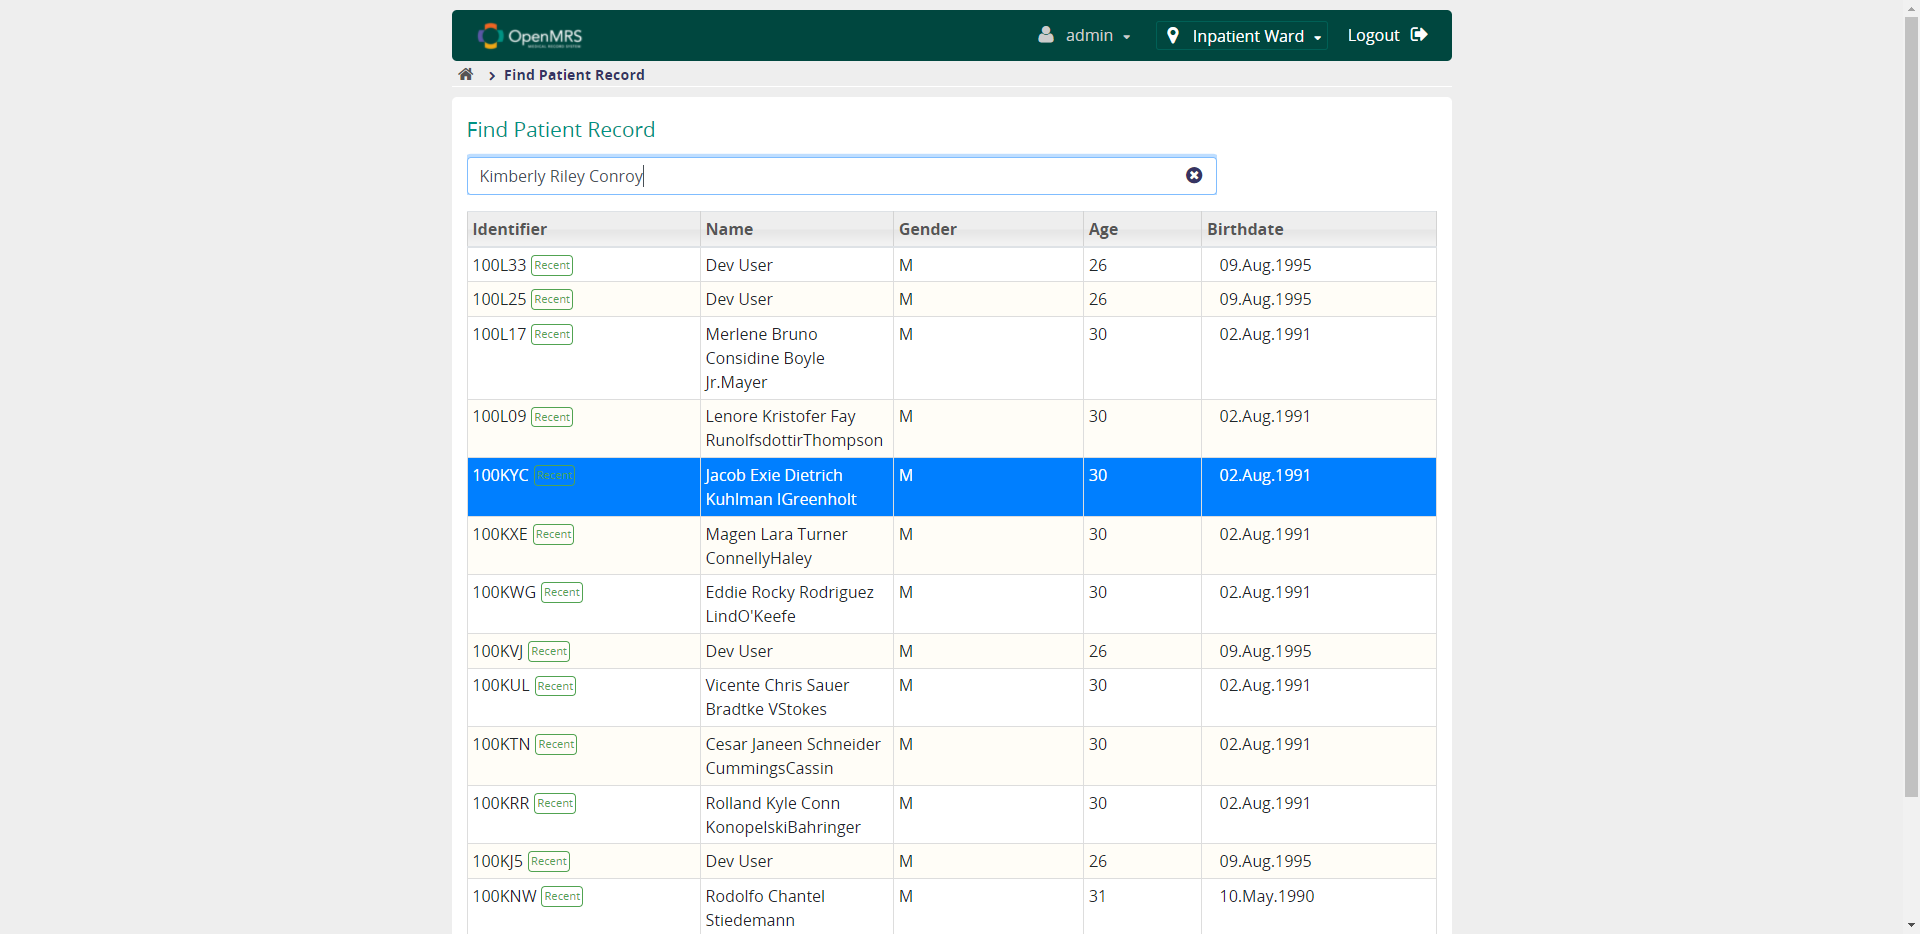 OpenMRS
MEDICAL RECORD SYSTEM
admin
Inpatient Ward
Logout
Find Patient Record
Find Patient Record
Kimberly Riley Conroy
Identifier Name Gender Age Birthdate
100L33 Recent Dev User M 26 09.Aug.1995
100L25 Recent Dev User M 26 09.Aug.1995
100L17 Recent Merlene Bruno M 30 02.Aug.1991
Considine Boyle
Jr.Mayer
100L09 Recent Lenore Kristofer Fay M 30 02.Aug.1991
RunolfsdottirThompson
100KYC Recent Jacob Exie Dietrich M 30 02.Aug.1991
Kuhlman IGreenholt
100KXE Recent Magen Lara Turner M 30 02.Aug.1991
ConnellyHaley
100KWG Recent Eddie Rocky Rodriguez M 30 02.Aug.1991
LindO'Keefe
100KVJ Recent Dev User M 26 09.Aug.1995
100KUL Recent Vicente Chris Sauer M 30 02.Aug.1991
Bradtke VStokes
100KTN Recent Cesar Janeen Schneider M 30 02.Aug.1991
CummingsCassin
100KRR Recent Rolland Kyle Conn M 30 02.Aug.1991
KonopelskiBahringer
100KJ5 Recent Dev User M 26 09.Aug.1995
100KNW Recent Rodolfo Chantel M 31 10.May.1990
Stiedemann